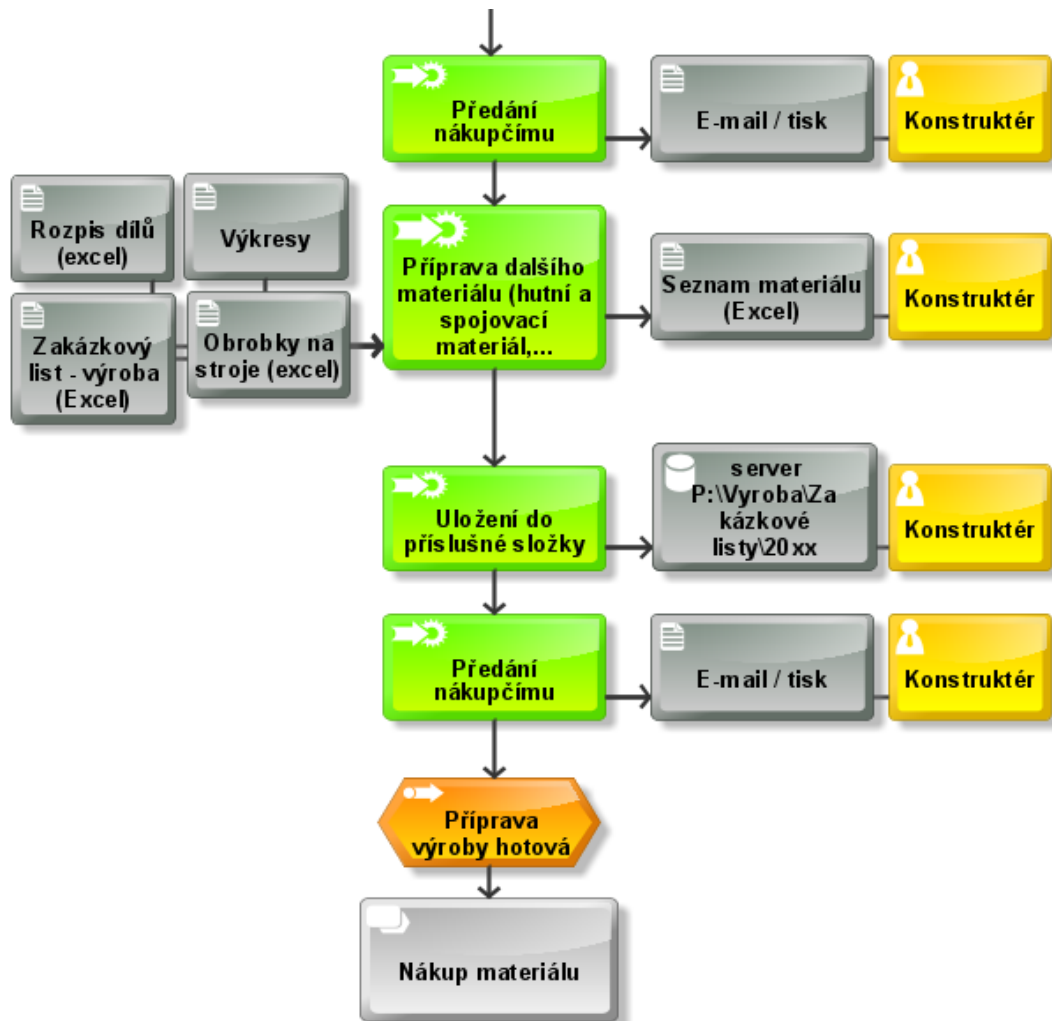 Předání
nákupčímu
E-mail / tisk
Konstruktér
Rozpis dílů
(excel)
Výkresy
Zakázkový
list - výroba
(Excel)
Obrobky na
stroje (excel)
Příprava dalšího
materiálu (hutní a
spojovací
materiál,...
Seznam materiálu
(Excel)
Konstruktér
Uložení do
příslušné složky
server
P:\Vyroba\Za
kázkové
listy\20xx
Konstruktér
Předání
nákupčímu
E-mail / tisk
Konstruktér
Příprava
výroby hotová
Nákup materiálu